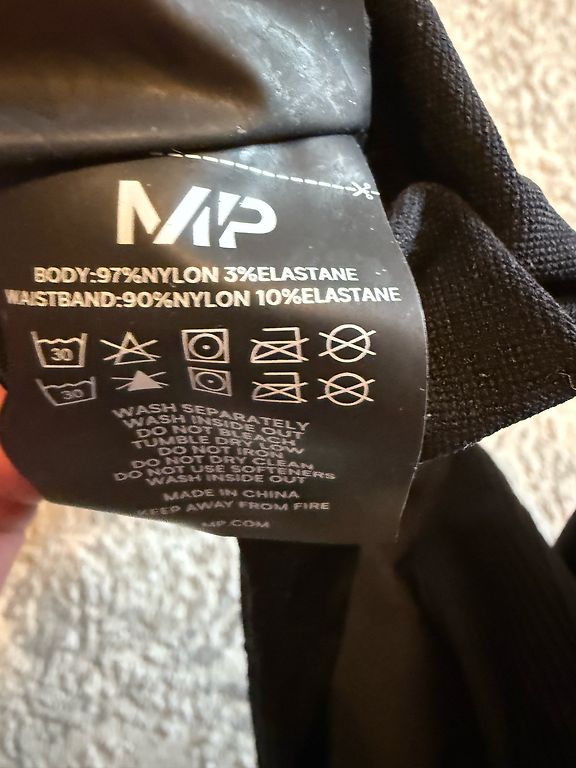 MP
BODY:97%NYLON 3%ELASTANE
WAISTBAND:90%NYLON 10%ELASTANE
30
30
WASH SEPARATELY
WASH INSIDE OUT
DO NOT BLEACH
TUMBLE DRY LOW
DO NOT IRON
DO NOT DRY CLEAN
DO NOT USE SOFTENERS
WASH INSIDE OUT
MADE IN CHINA
KEEP AWAY FROM FIRE
MP.COM